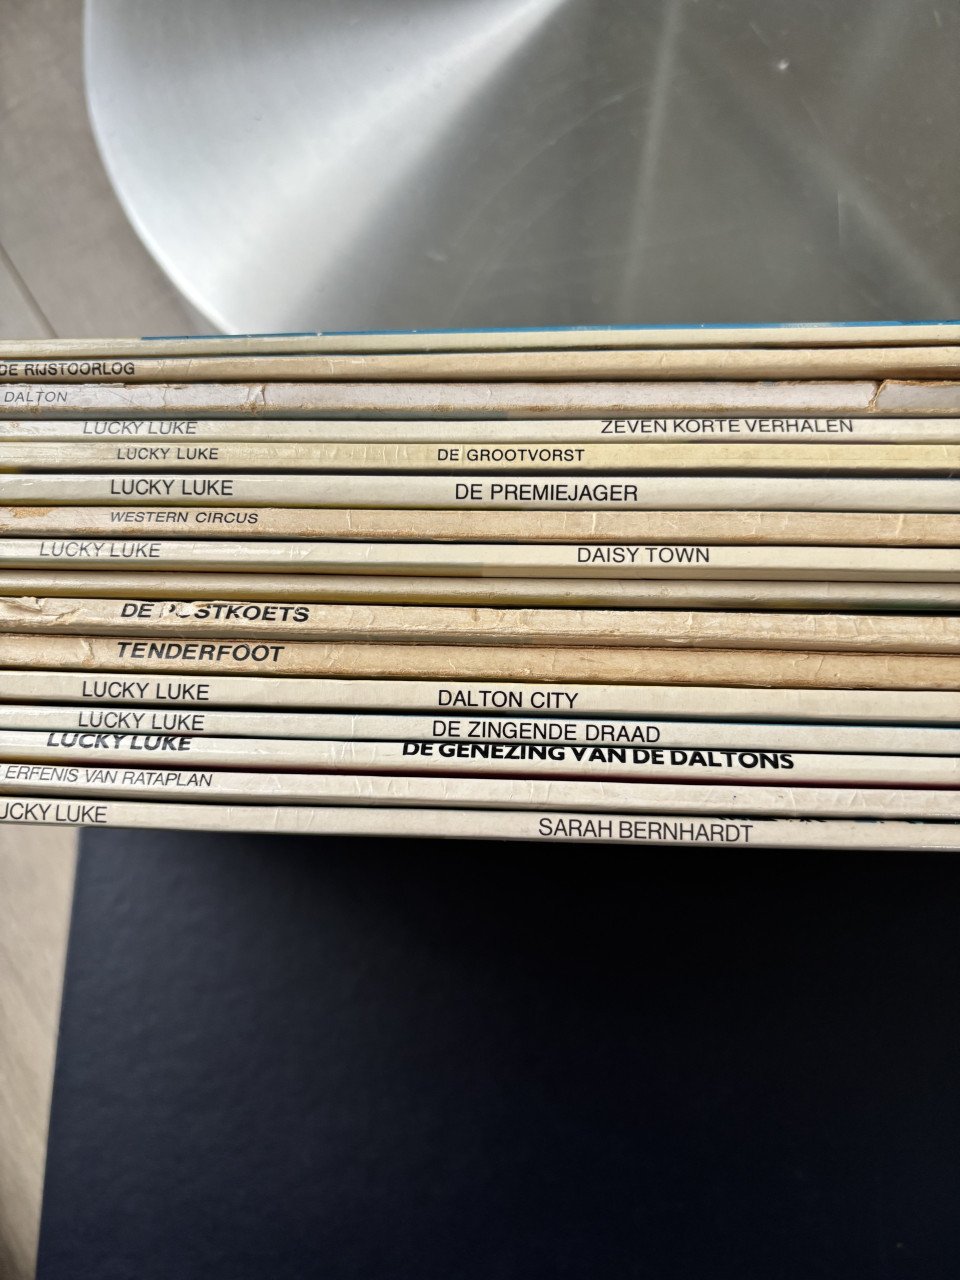 DE RIJSTOORLOG
DALTON
LUCKY LUKE ZEVEN KORTE VERHALEN
LUCKY LUKE DE GROOTVORST
LUCKY LUKE DE PREMIEJAGER
WESTERN CIRCUS
LUCKY LUKE DAISY TOWN
DE P STKOETS
TENDERFOOT
LUCKY LUKE DALTON CITY
LUCKY LUKE DE ZINGENDE DRAAD
LUCKY LUKE DE GENEZING VAN DE DALTONS
ERFENIS VAN RATAPLAN
UCKY LUKE SARAH BERNHARDT